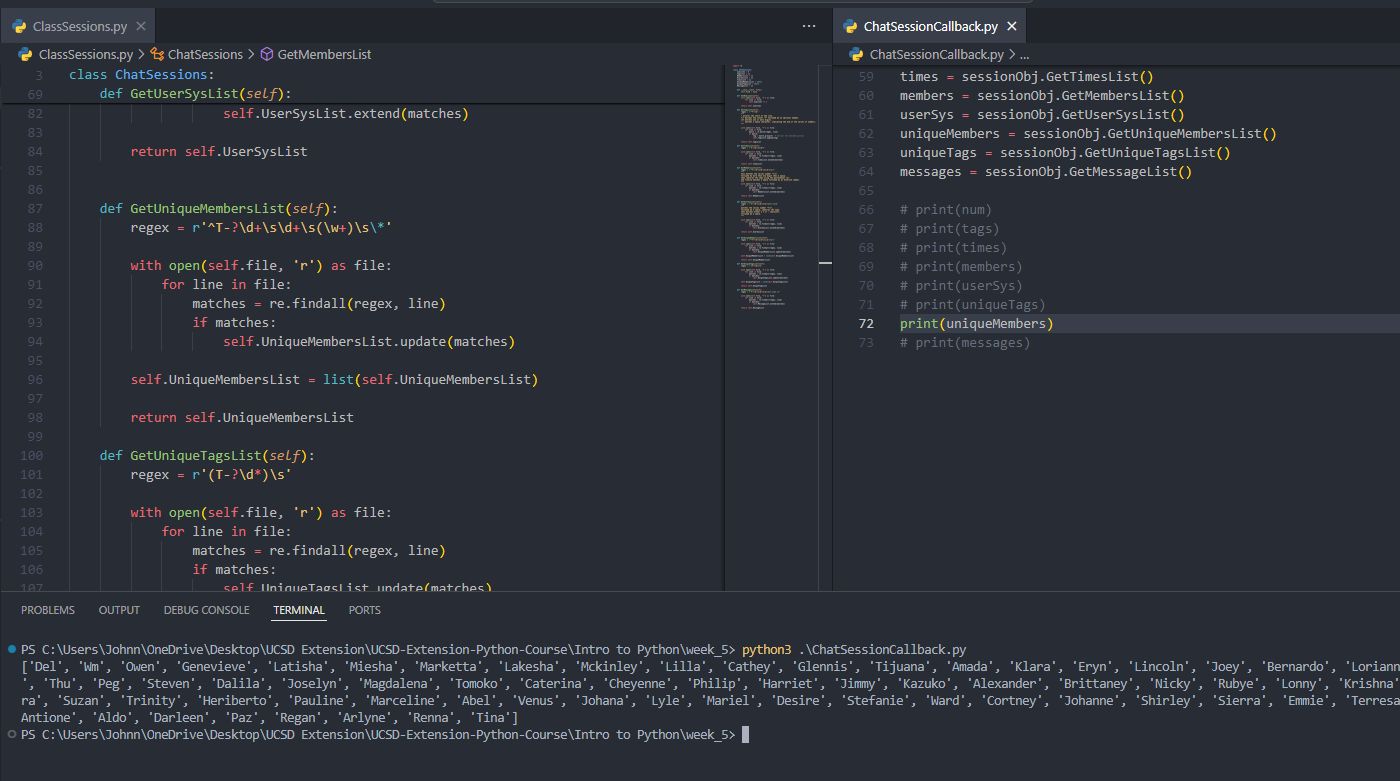 ClassSessions.py
ClassSessions.py > ChatSessions > GetMembersList
3 class ChatSessions:
69 def GetUserSysList(self):
82 self.UserSysList.extend(matches)
83
84 return self.UserSysList
85
86
87 def GetUniqueMembersList(self):
88 regex = r'^T-?\d+\s\d+\s(\w+)\s\*'
89
90 with open(self.file, 'r') as file:
91 for line in file:
92 matches = re.findall(regex, line)
93 if matches:
94 self.UniqueMembersList.update(matches)
95
96 self.UniqueMembersList = list(self.UniqueMembersList)
97
98 return self.UniqueMembersList
99
100 def GetUniqueTagsList(self):
101 regex = r'(T-?\d*)\s'
102
103 with open(self.file, 'r') as file:
104 for line in file:
105 matches = re.findall(regex, line)
106 if matches:
107 self.UniqueTagsList.update(matches)
ChatSessionCallback.py
ChatSessionCallback.py > ...
59 times = sessionObj.GetTimesList()
60 members = sessionObj.GetMembersList()
61 userSys = sessionObj.GetUserSysList()
62 uniqueMembers = sessionObj.GetUniqueMembersList()
63 uniqueTags = sessionObj.GetUniqueTagsList()
64 messages = sessionObj.GetMessageList()
65
66 # print(num)
67 # print(tags)
68 # print(times)
69 # print(members)
70 # print(userSys)
71 # print(uniqueTags)
72 print(uniqueMembers)
73 # print(messages)
PROBLEMS OUTPUT DEBUG CONSOLE TERMINAL PORTS
PS C:\Users\Johnn\OneDrive\Desktop\UCSD Extension\UCSD-Extension-Python-Course\Intro to Python\week_5> python3 .\ChatSessionCallback.py
['Del', 'Wm', 'Owen', 'Genevieve', 'Latisha', 'Miesha', 'Marketta', 'Lakesha', 'Mckinley', 'Lilla', 'Cathey', 'Glennis', 'Tijuana', 'Amada', 'Klara', 'Eryn', 'Lincoln', 'Joey', 'Bernardo', 'Loriann
', 'Thu', 'Peg', 'Steven', 'Dalila', 'Joselyn', 'Magdalena', 'Tomoko', 'Caterina', 'Cheyenne', 'Philip', 'Harriet', 'Jimmy', 'Kazuko', 'Alexander', 'Brittaney', 'Nicky', 'Rubye', 'Lonny', 'Krishna'
ra', 'Suzan', 'Trinity', 'Heriberto', 'Pauline', 'Marceline', 'Abel', 'Venus', 'Johana', 'Lyle', 'Mariel', 'Desire', 'Stefanie', 'Ward', 'Cortney', 'Johanne', 'Shirley', 'Sierra', 'Emmie', 'Terresa
Antione', 'Aldo', 'Darleen', 'Paz', 'Regan', 'Arlyne', 'Renna', 'Tina']
PS C:\Users\Johnn\OneDrive\Desktop\UCSD Extension\UCSD-Extension-Python-Course\Intro to Python\week_5>